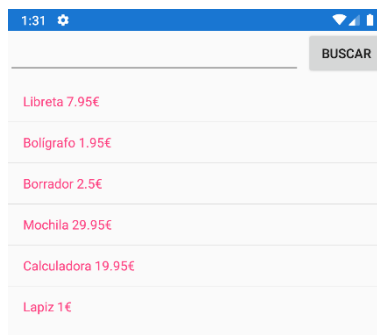 1:31
BUSCAR
Libreta 7.95€
Bolígrafo 1.95€
Borrador 2.5€
Mochila 29.95€
Calculadora 19.95€
Lapiz 1€